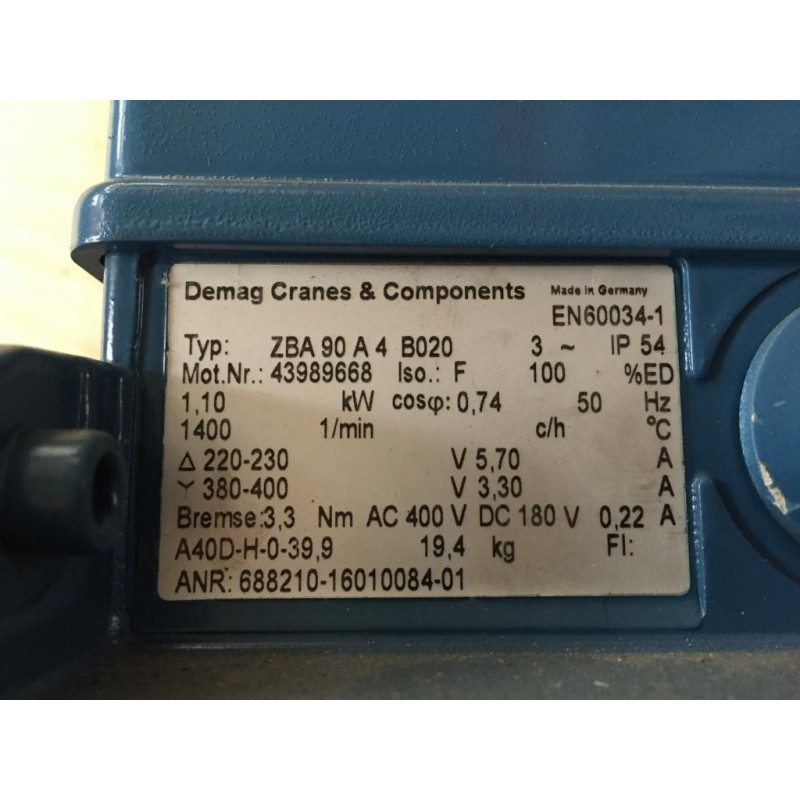 Demag Cranes & Components Made in Germany
EN60034-1
Typ: ZBA 90 A 4 B020 3 ~ IP 54
Mot.Nr.: 43989668 Iso.: F 100 %ED
1,10 kW cosφ: 0,74 50 Hz
1400 1/min c/h °C
Δ 220-230 V 5,70 A
Y 380-400 V 3,30 A
Bremse:3,3 Nm AC 400 V DC 180 V 0,22 A
A40D-H-0-39,9 19,4 kg FI:
ANR: 688210-16010084-01